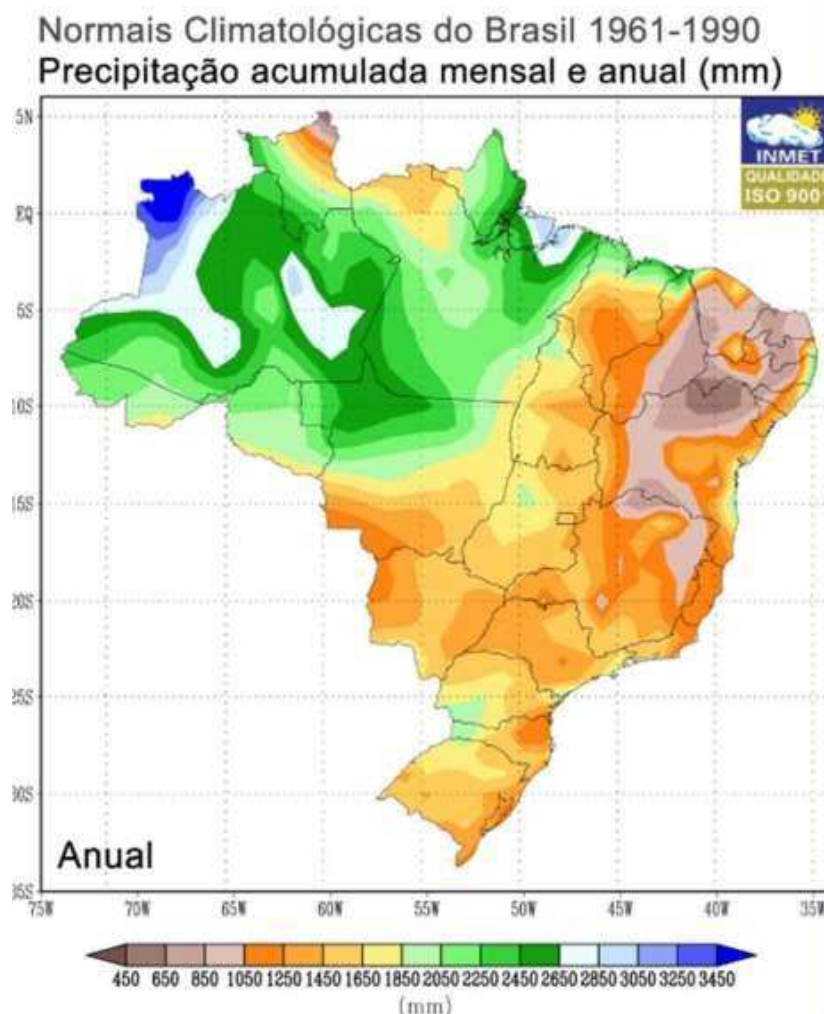 Normais Climatológicas do Brasil 1961-1990
Precipitação acumulada mensal e anual (mm)
INMET
QUALIDADE
ISO 900
5N
EQ
5S
10S
15S
20S
25S
30S
35S
Anual
75W 70W 65W 60W 55W 50W 45W 40W 35W
450 650 850 1050 1250 1450 1650 1850 2050 2250 2450 2650 2850 3050 3250 3450
(mm)